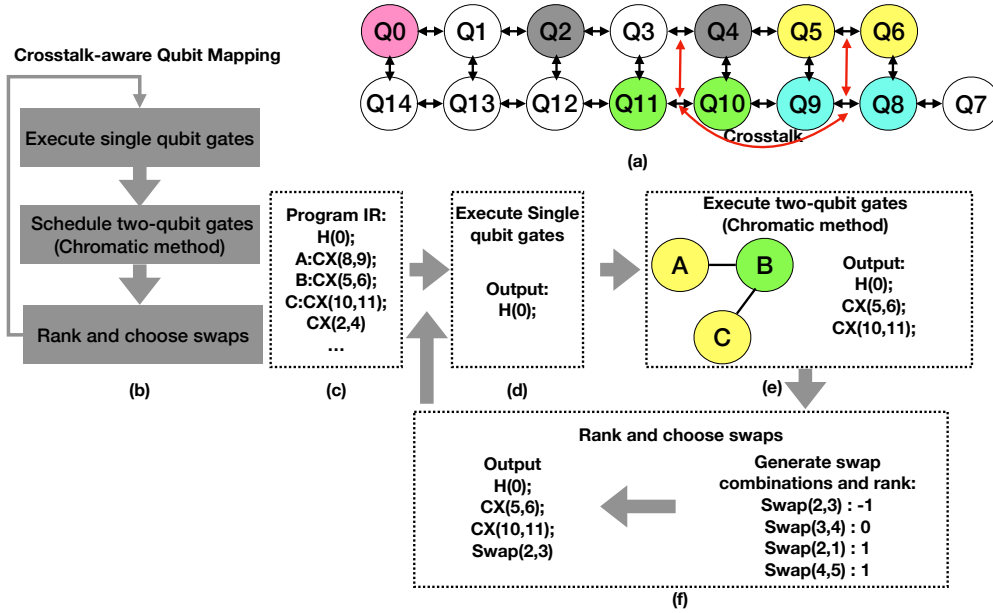 Crosstalk-aware Qubit Mapping
Execute single qubit gates
Schedule two-qubit gates
(Chromatic method)
Rank and choose swaps
(b)
Q0 Q1 Q2 Q3 Q4 Q5 Q6
Q14 Q13 Q12 Q11 Q10 Q9 Q8 Q7
Crosstalk
(a)
Program IR:
H(0);
A:CX(8,9);
B:CX(5,6);
C:CX(10,11);
CX(2,4)
...
(c)
Execute Single
qubit gates
Output:
H(0);
(d)
Execute two-qubit gates
(Chromatic method)
A B
C
Output:
H(0);
CX(5,6);
CX(10,11);
(e)
Rank and choose swaps
Output
H(0);
CX(5,6);
CX(10,11);
Swap(2,3)
Generate swap
combinations and rank:
Swap(2,3) : -1
Swap(3,4) : 0
Swap(2,1) : 1
Swap(4,5) : 1
(f)